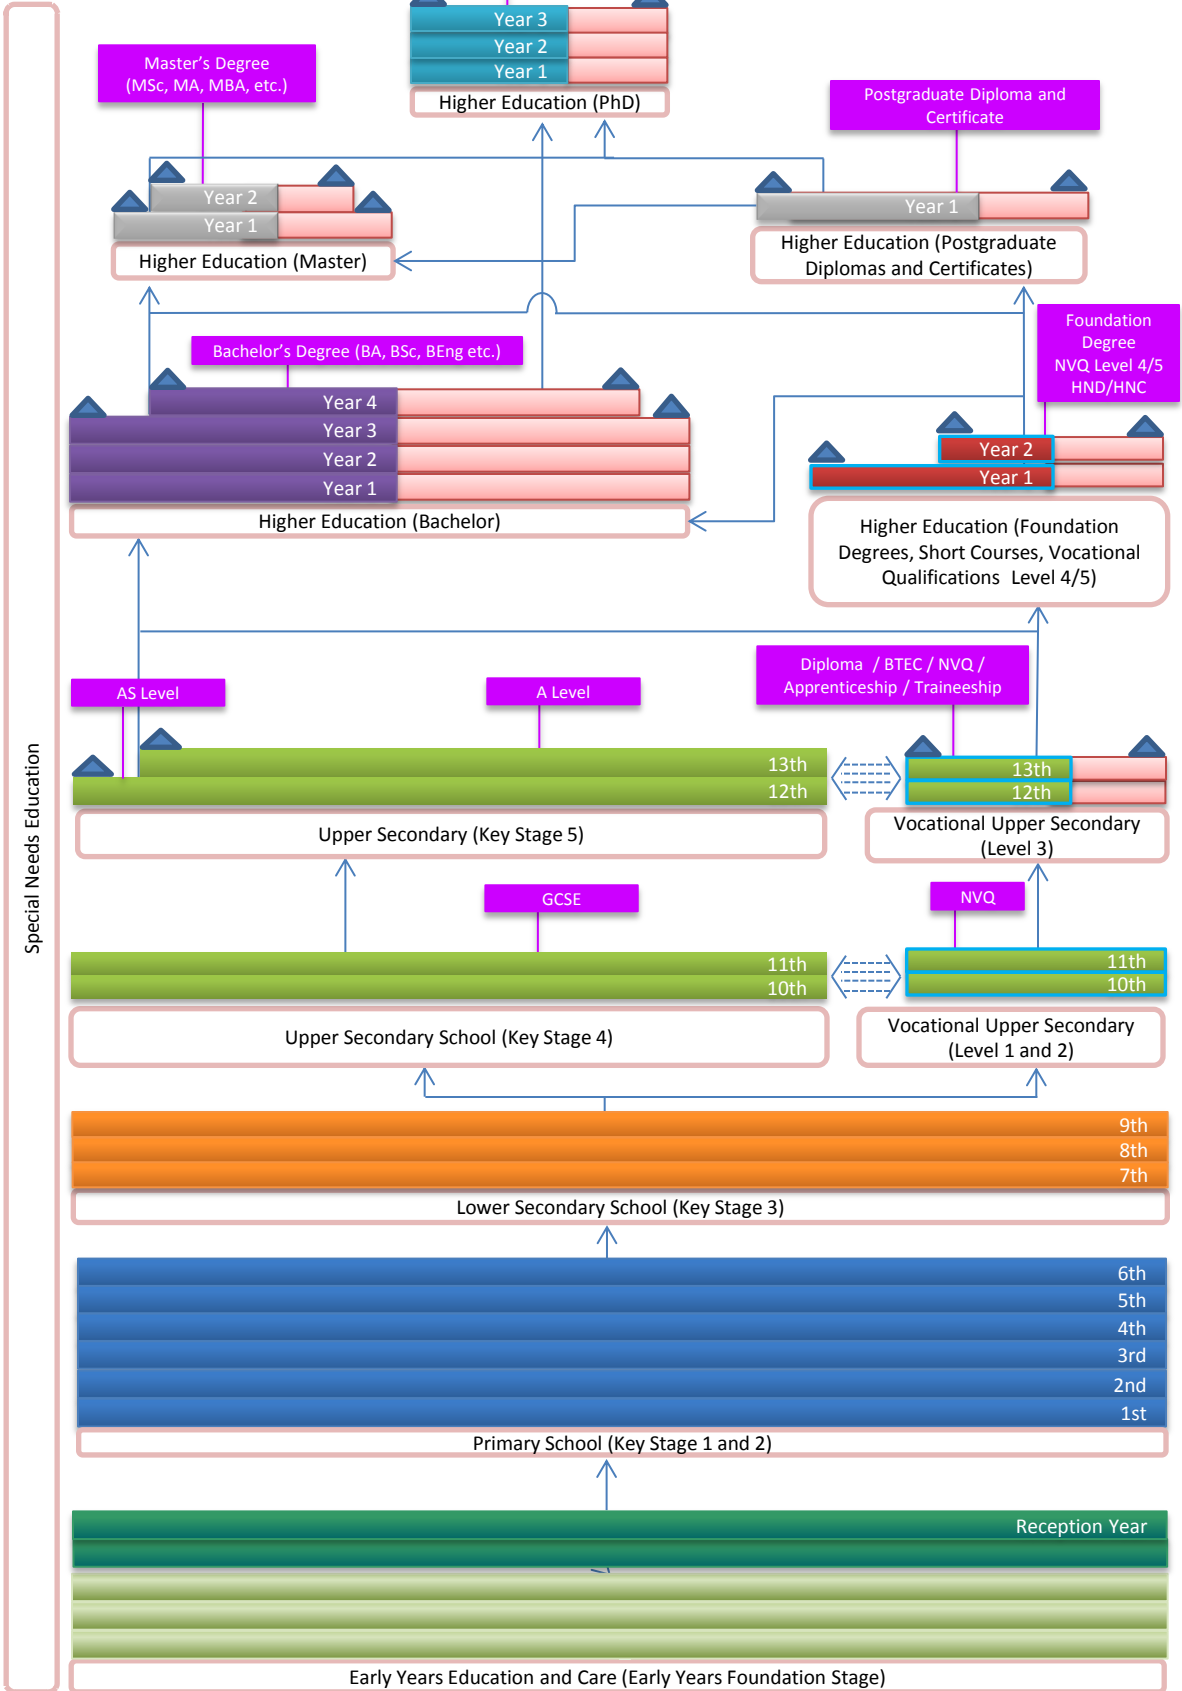 Year 3
Year 2
Year 1
Higher Education (PhD)
Master's Degree
(MSc, MA, MBA, etc.)
Postgraduate Diploma and
Certificate
Year 2
Year 1
Higher Education (Master)
Year 1
Higher Education (Postgraduate
Diplomas and Certificates)
Bachelor's Degree (BA, BSc, BEng etc.)
Foundation
Degree
NVQ Level 4/5
HND/HNC
Year 4
Year 3
Year 2
Year 1
Higher Education (Bachelor)
Year 2
Year 1
Higher Education (Foundation
Degrees, Short Courses, Vocational
Qualifications Level 4/5)
AS Level
A Level
Diploma / BTEC / NVQ /
Apprenticeship / Traineeship
13th
12th
Upper Secondary (Key Stage 5)
13th
12th
Vocational Upper Secondary
(Level 3)
GCSE
NVQ
11th
10th
Upper Secondary School (Key Stage 4)
11th
10th
Vocational Upper Secondary
(Level 1 and 2)
9th
8th
7th
Lower Secondary School (Key Stage 3)
6th
5th
4th
3rd
2nd
1st
Primary School (Key Stage 1 and 2)
Reception Year
Early Years Education and Care (Early Years Foundation Stage)
Special Needs Education